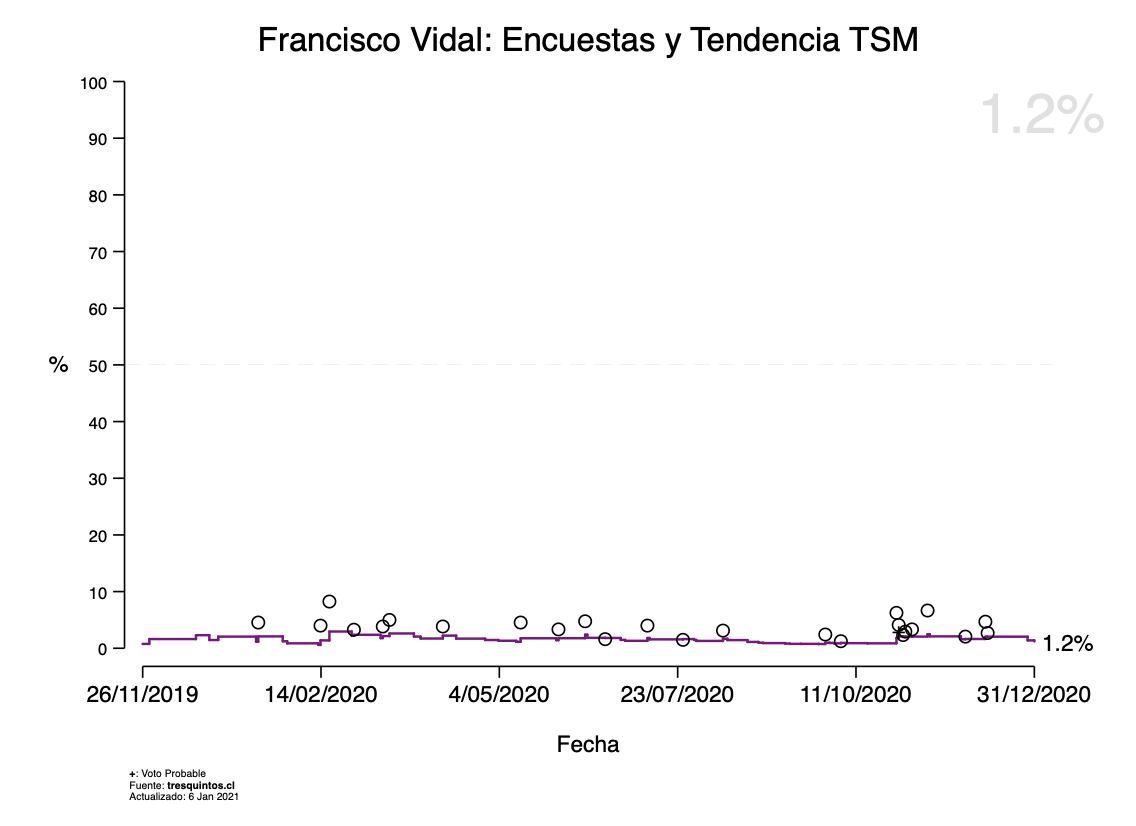 Francisco Vidal: Encuestas y Tendencia TSM
1.2%
100
90
80
70
60
50
40
30
20
10
0
%
1.2%
26/11/2019 14/02/2020 4/05/2020 23/07/2020 11/10/2020 31/12/2020
Fecha
+: Voto Probable
Fuente: tresquintos.cl
Actualizado: 6 Jan 2021